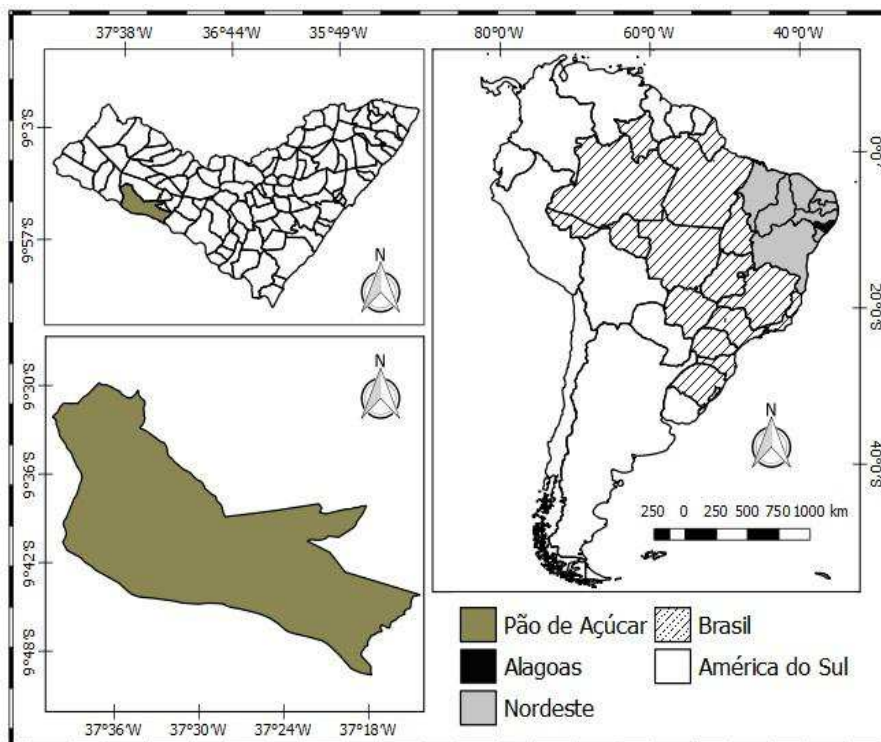 37°38'W 36°44'W 35°49'W
9°3'S
9°57'S
N
80°0'W 60°0'W 40°0'W
0°0'
20°0'S
40°0'S
N
250 0 250 500 750 1000 km
N
9°30'S
9°36'S
9°42'S
9°48'S
37°36'W 37°30'W 37°24'W 37°18'W
Pão de Açúcar Brasil
Alagoas América do Sul
Nordeste